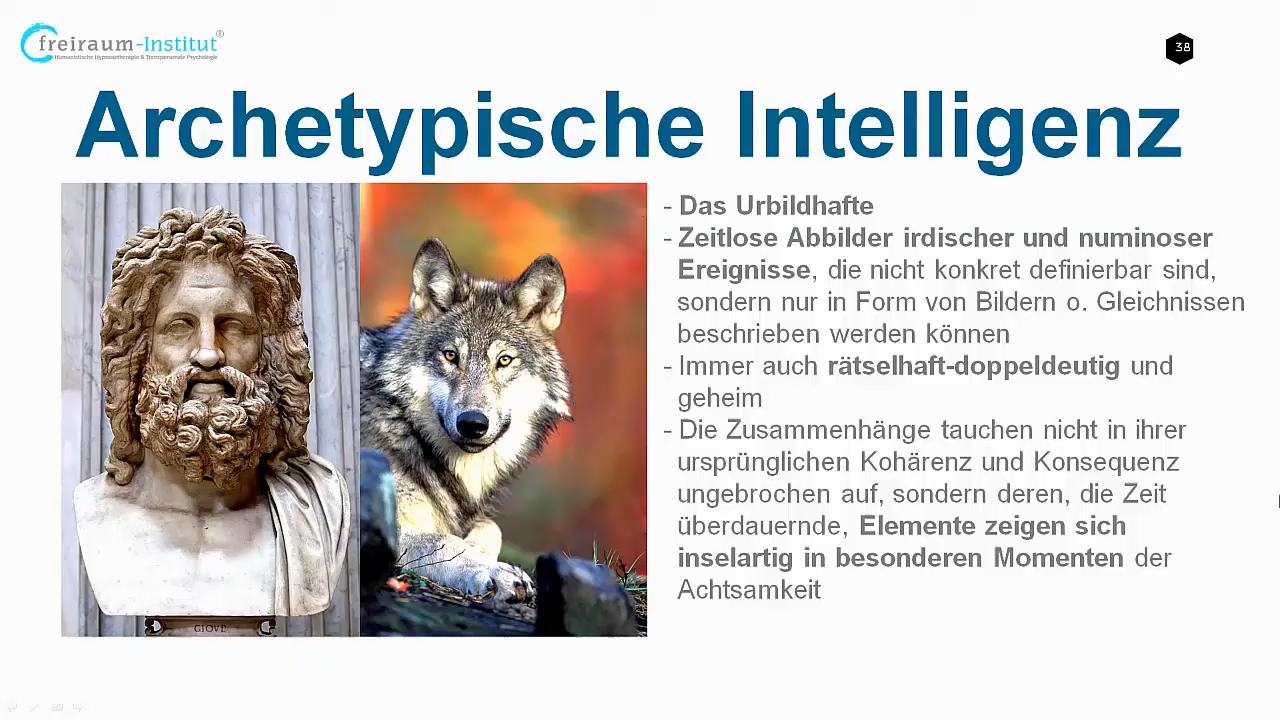 freiraum-Institut®
Humanistische Hypnosetherapie & Transpersonale Psychologie
38
Archetypische Intelligenz
- Das Urbildhafte
- Zeitlose Abbilder irdischer und numinoser
Ereignisse, die nicht konkret definierbar sind,
sondern nur in Form von Bildern o. Gleichnissen
beschrieben werden können
- Immer auch rätselhaft-doppeldeutig und
geheim
- Die Zusammenhänge tauchen nicht in ihrer
ursprünglichen Kohärenz und Konsequenz
ungebrochen auf, sondern deren, die Zeit
überdauernde, Elemente zeigen sich
inselartig in besonderen Momenten der
Achtsamkeit
GIOVE